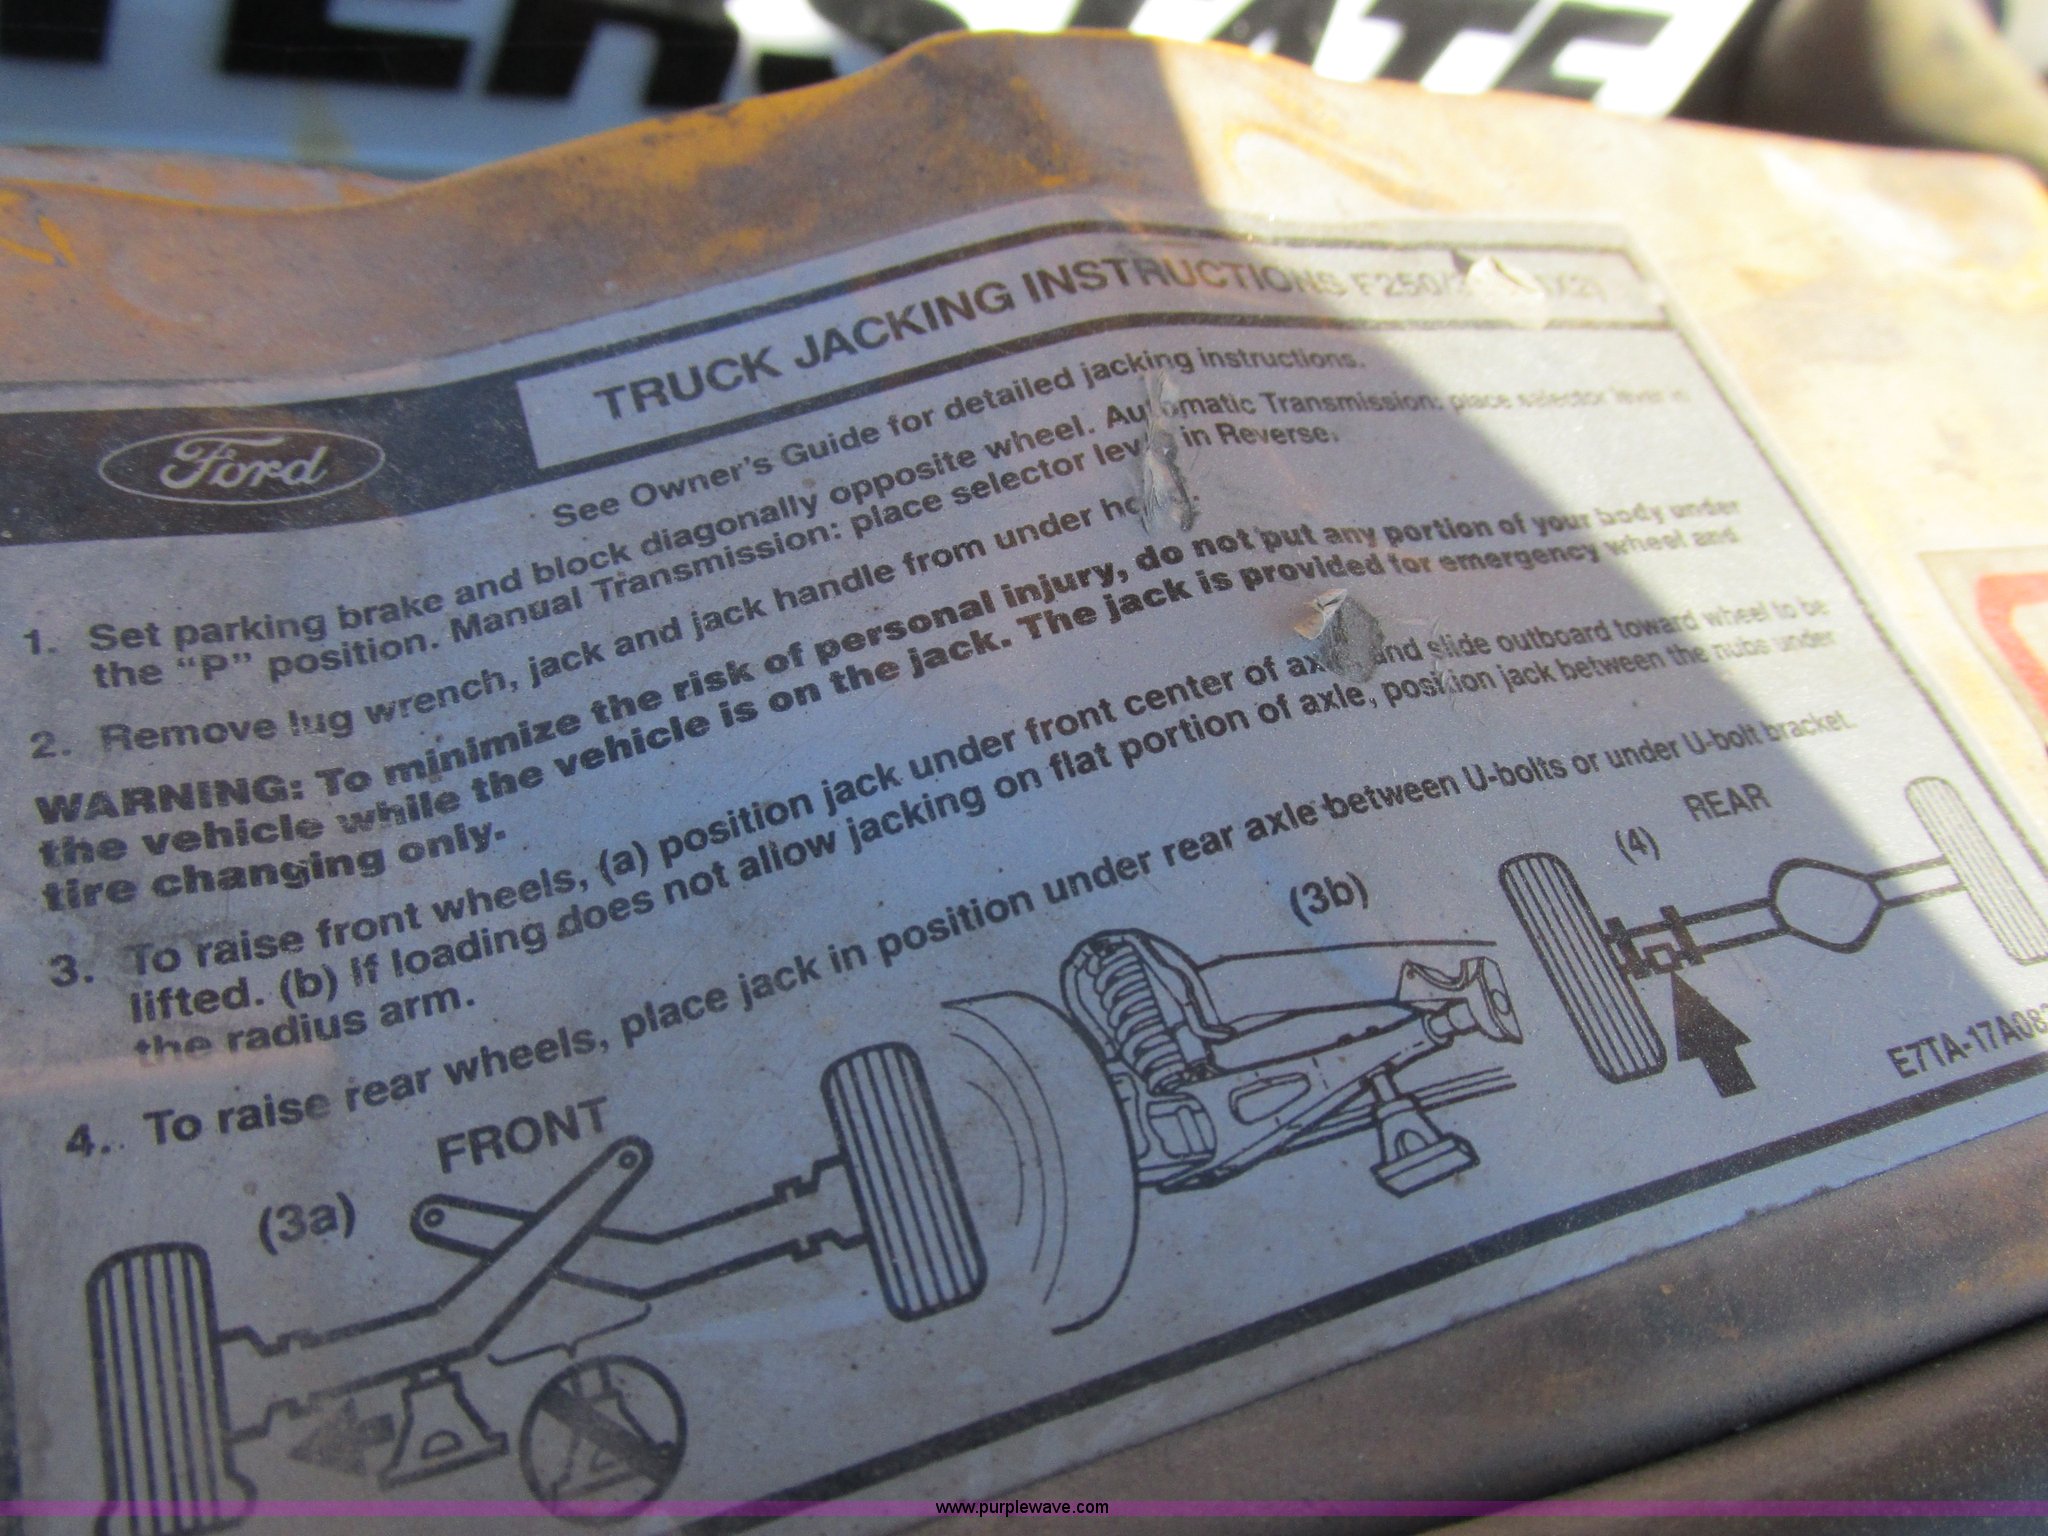 Ford
TRUCK JACKING INSTRUCTIONS F250/
See Owner's Guide for detailed jacking instructions.
1. Set parking brake and block diagonally opposite wheel. Automatic Transmission: place selector lever in
the "P" position. Manual Transmission: place selector lever in Reverse.
2. Remove lug wrench, jack and jack handle from under
WARNING: To minimize the risk of personal injury, do not put any portion of your body under
the vehicle while the vehicle is on the jack. The jack is provided for emergency wheel and
tire changing only.
3. To raise front wheels, (a) position jack under front center of axle and slide outboard toward wheel to be
lifted. (b) If loading does not allow jacking on flat portion of axle, position jack between the nubs under
the radius arm.
4. To raise rear wheels, place jack in position under rear axle between U-bolts or under U-bolt bracket.
FRONT
(3a)
(3b)
(4)
REAR
E7TA-17A08
www.purplewave.com